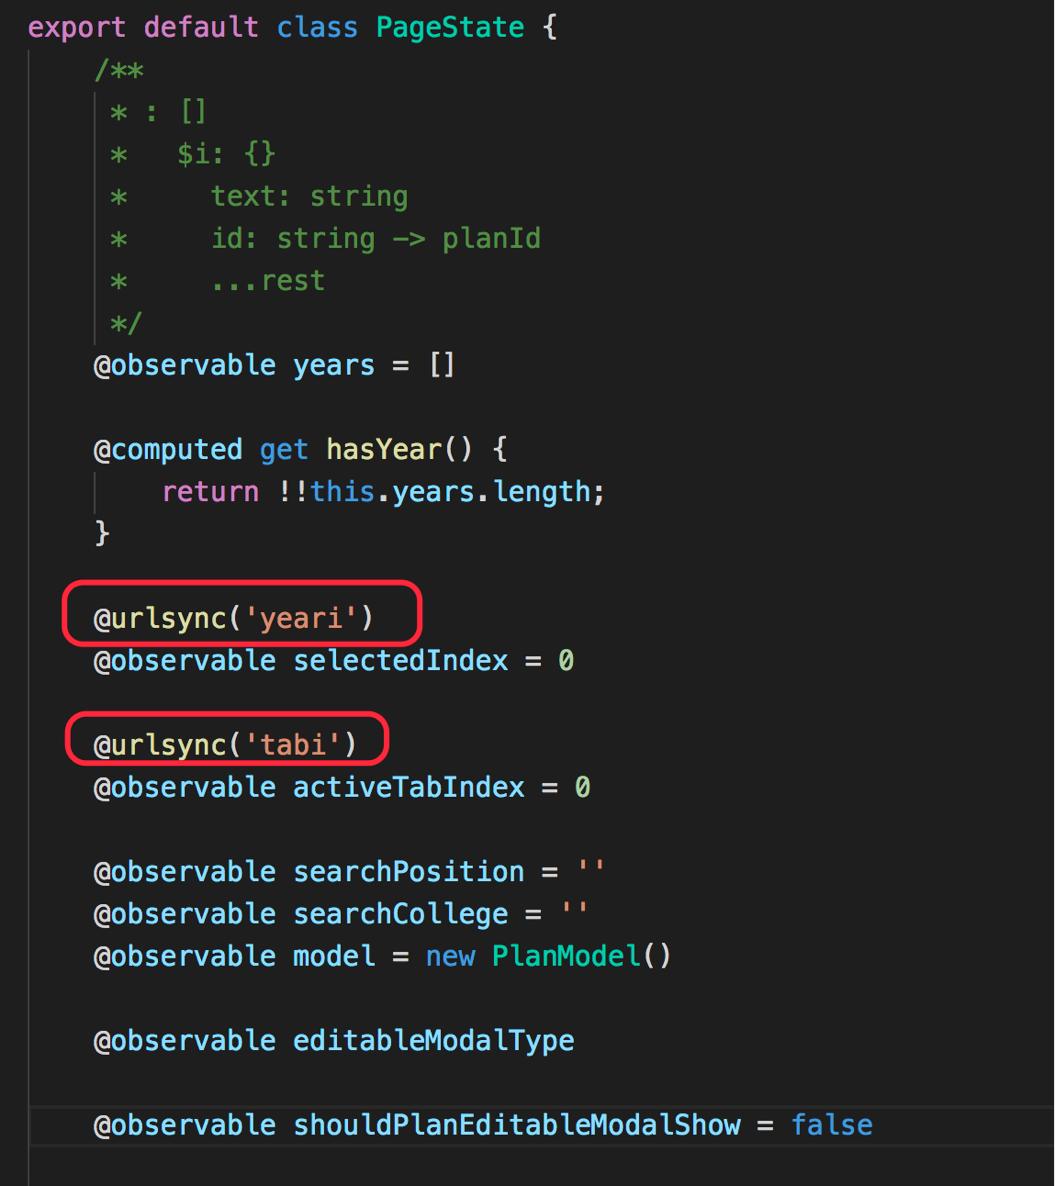 export default class PageState {
/**
* : []
* $i: {}
* text: string
* id: string -> planId
* ...rest
*/
@observable years = []
@computed get hasYear() {
return !!this.years.length;
}
@urlsync('yeari')
@observable selectedIndex = 0
@urlsync('tabi')
@observable activeTabIndex = 0
@observable searchPosition = ''
@observable searchCollege = ''
@observable model = new PlanModel()
@observable editableModalType
@observable shouldPlanEditableModalShow = false